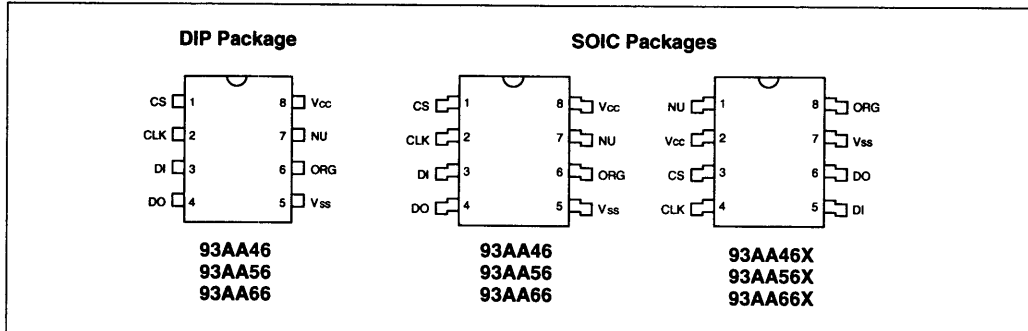 DIP Package
SOIC Packages
CS 1 8 Vcc
CLK 2 7 NU
DI 3 6 ORG
DO 4 5 Vss
93AA46
93AA56
93AA66
CS 1 8 Vcc
CLK 2 7 NU
DI 3 6 ORG
DO 4 5 Vss
93AA46
93AA56
93AA66
NU 1 8 ORG
Vcc 2 7 Vss
CS 3 6 DO
CLK 4 5 DI
93AA46X
93AA56X
93AA66X